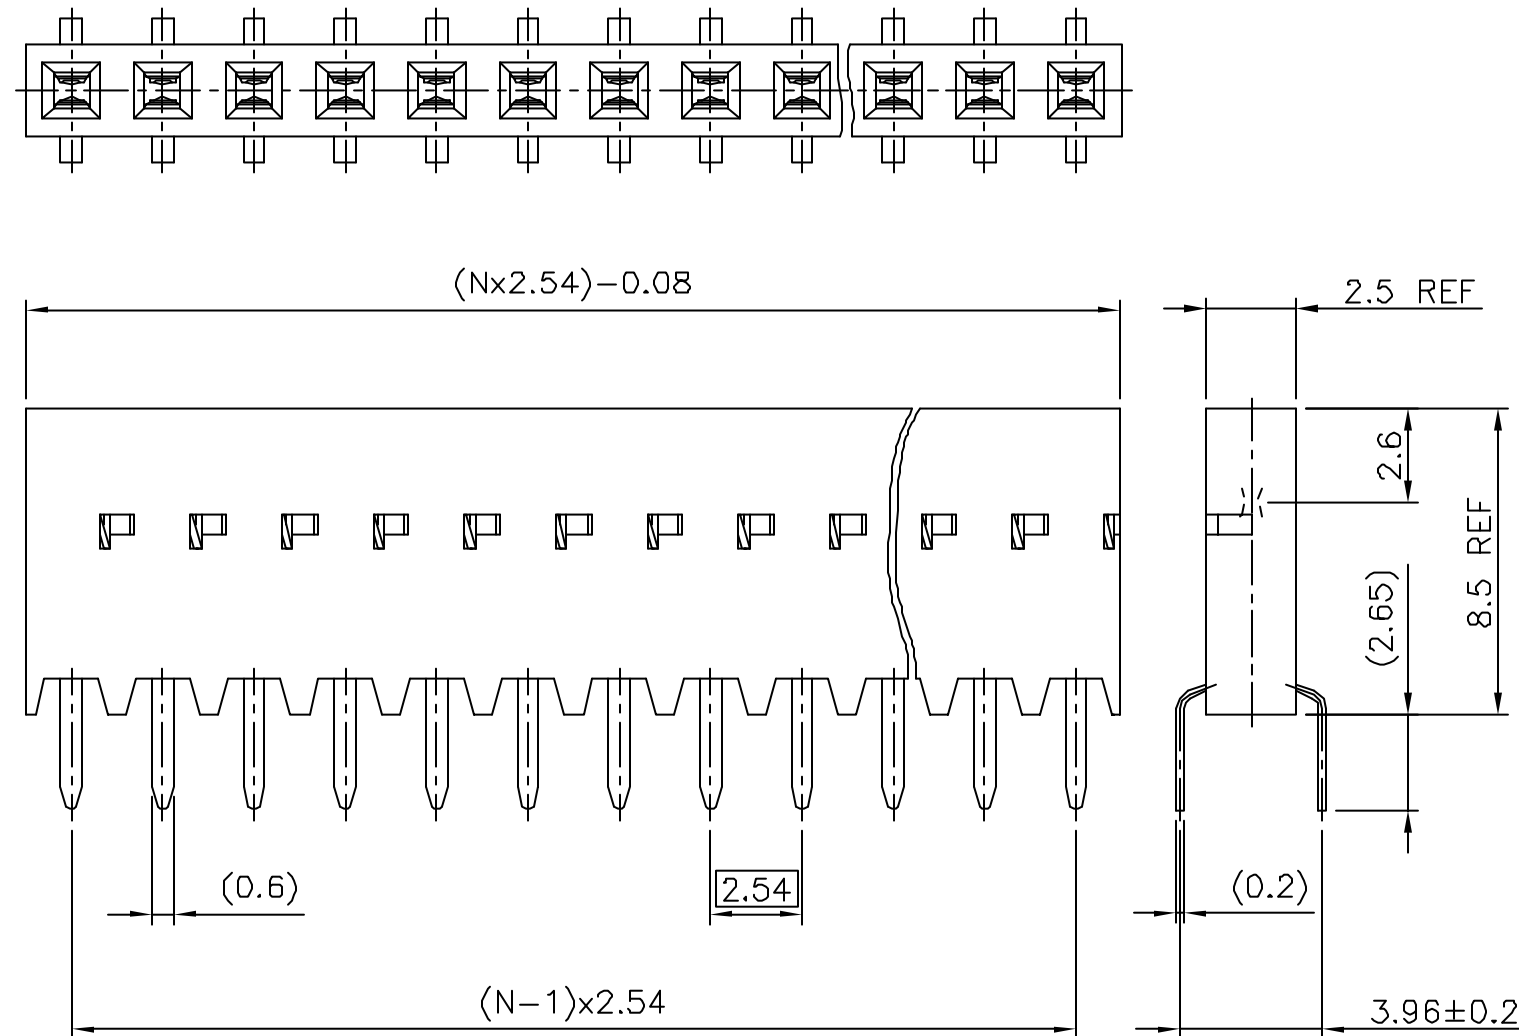 (Nx2.54)-0.08
2.5 REF
2.6
8.5 REF
(2.65)
(0.6)
2.54
(0.2)
(N-1)x2.54
3.96±0.2